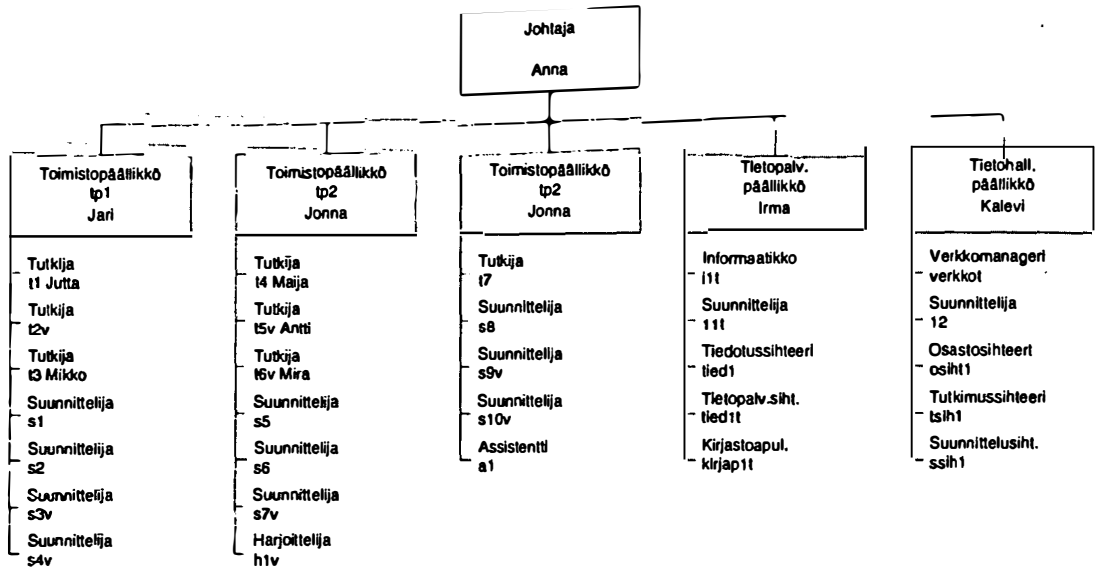 Johtaja
Anna
Toimistopäällikkö
tp1
Jari
Tutkija
t1 Jutta
Tutkija
t2v
Tutkija
t3 Mikko
Suunnittelija
s1
Suunnittelija
s2
Suunnittelija
s3v
Suunnittelija
s4v
Toimistopäällikkö
tp2
Jonna
Tutkija
t4 Maija
Tutkija
t5v Antti
Tutkija
t6v Mira
Suunnittelija
s5
Suunnittelija
s6
Suunnittelija
s7v
Harjoittelija
h1v
Toimistopäällikkö
tp2
Jonna
Tutkija
t7
Suunnittelija
s8
Suunnittelija
s9v
Suunnittelija
s10v
Assistentti
a1
Tietopalv.
päällikkö
Irma
Informaatikko
i1t
Suunnittelija
11t
Tiedotussihteeri
tied1
Tietopalv.siht.
tied1t
Kirjastoapul.
kirjap1t
Tietohall.
päällikkö
Kalevi
Verkkomanageri
verkkot
Suunnittelija
12
Osastosihteert
osiht1
Tutkimussihteeri
tsih1
Suunnittelusiht.
ssih1